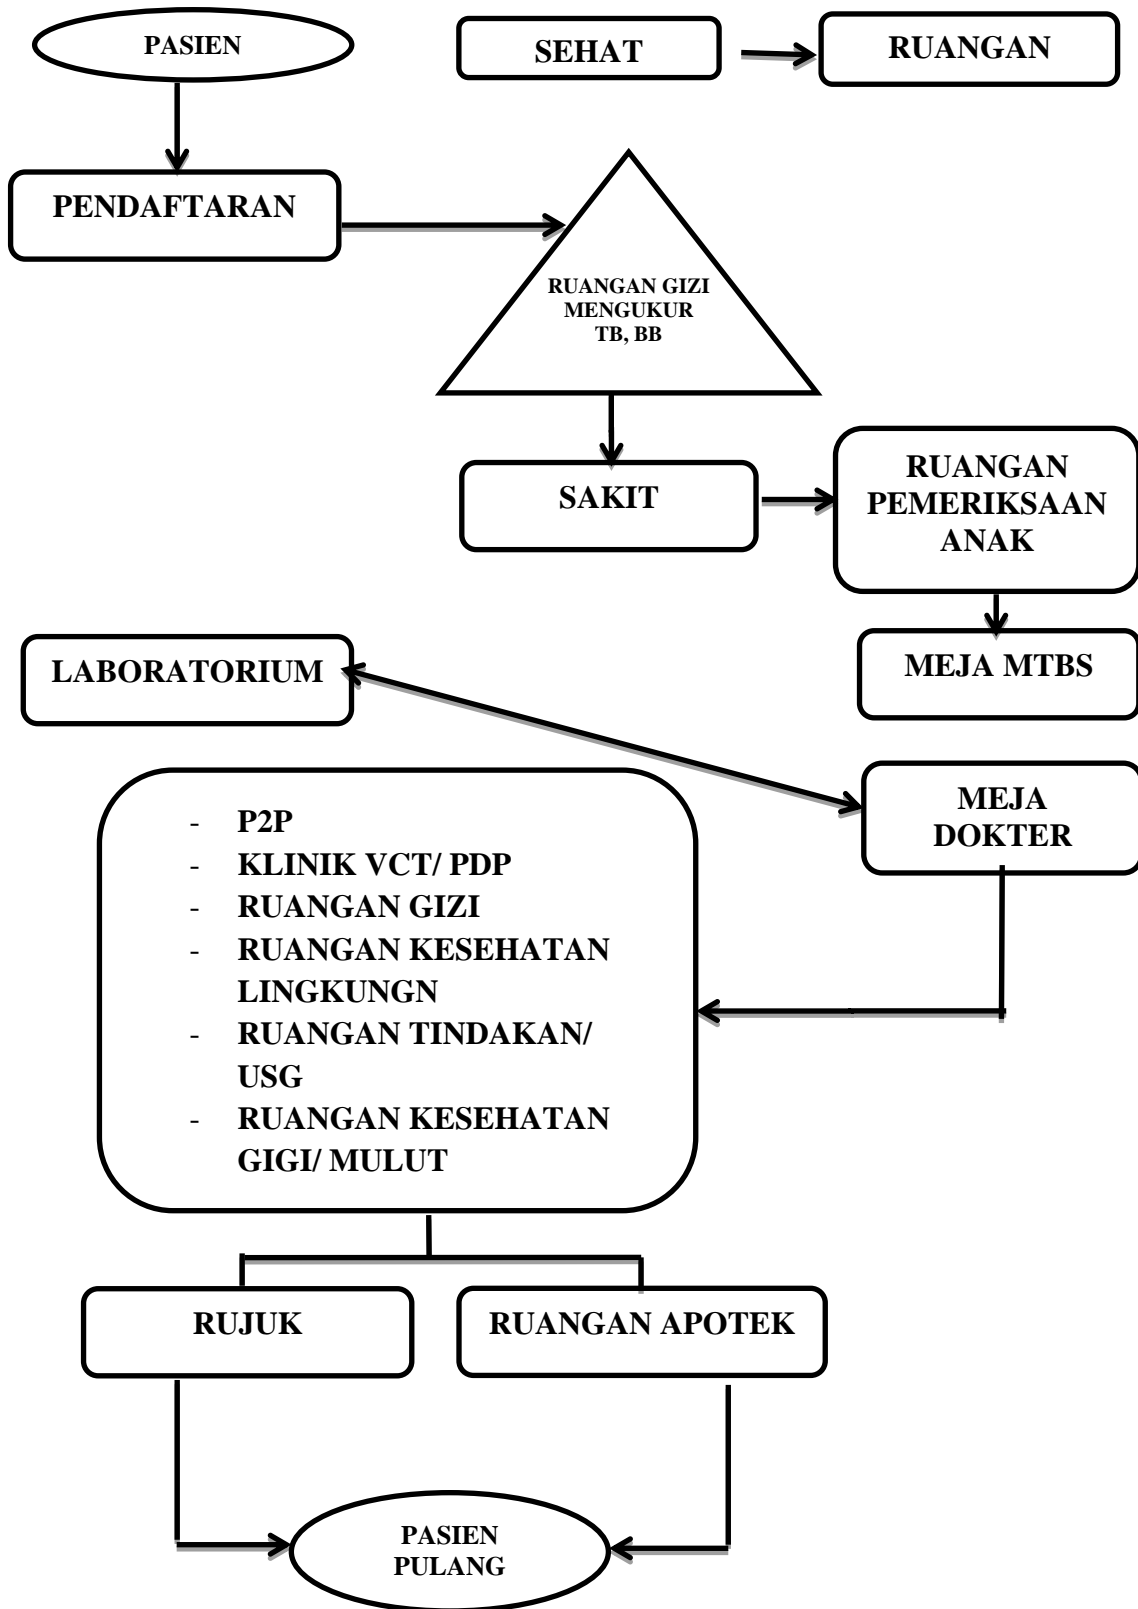 PASIEN
SEHAT
RUANGAN
PENDAFTARAN
RUANGAN GIZI
MENGUKUR
TB, BB
SAKIT
RUANGAN
PEMERIKSAAN
ANAK
LABORATORIUM
MEJA MTBS
MEJA
DOKTER
- P2P
- KLINIK VCT/ PDP
- RUANGAN GIZI
- RUANGAN KESEHATAN
LINGKUNGN
- RUANGAN TINDAKAN/
USG
- RUANGAN KESEHATAN
GIGI/ MULUT
RUJUK
RUANGAN APOTEK
PASIEN
PULANG